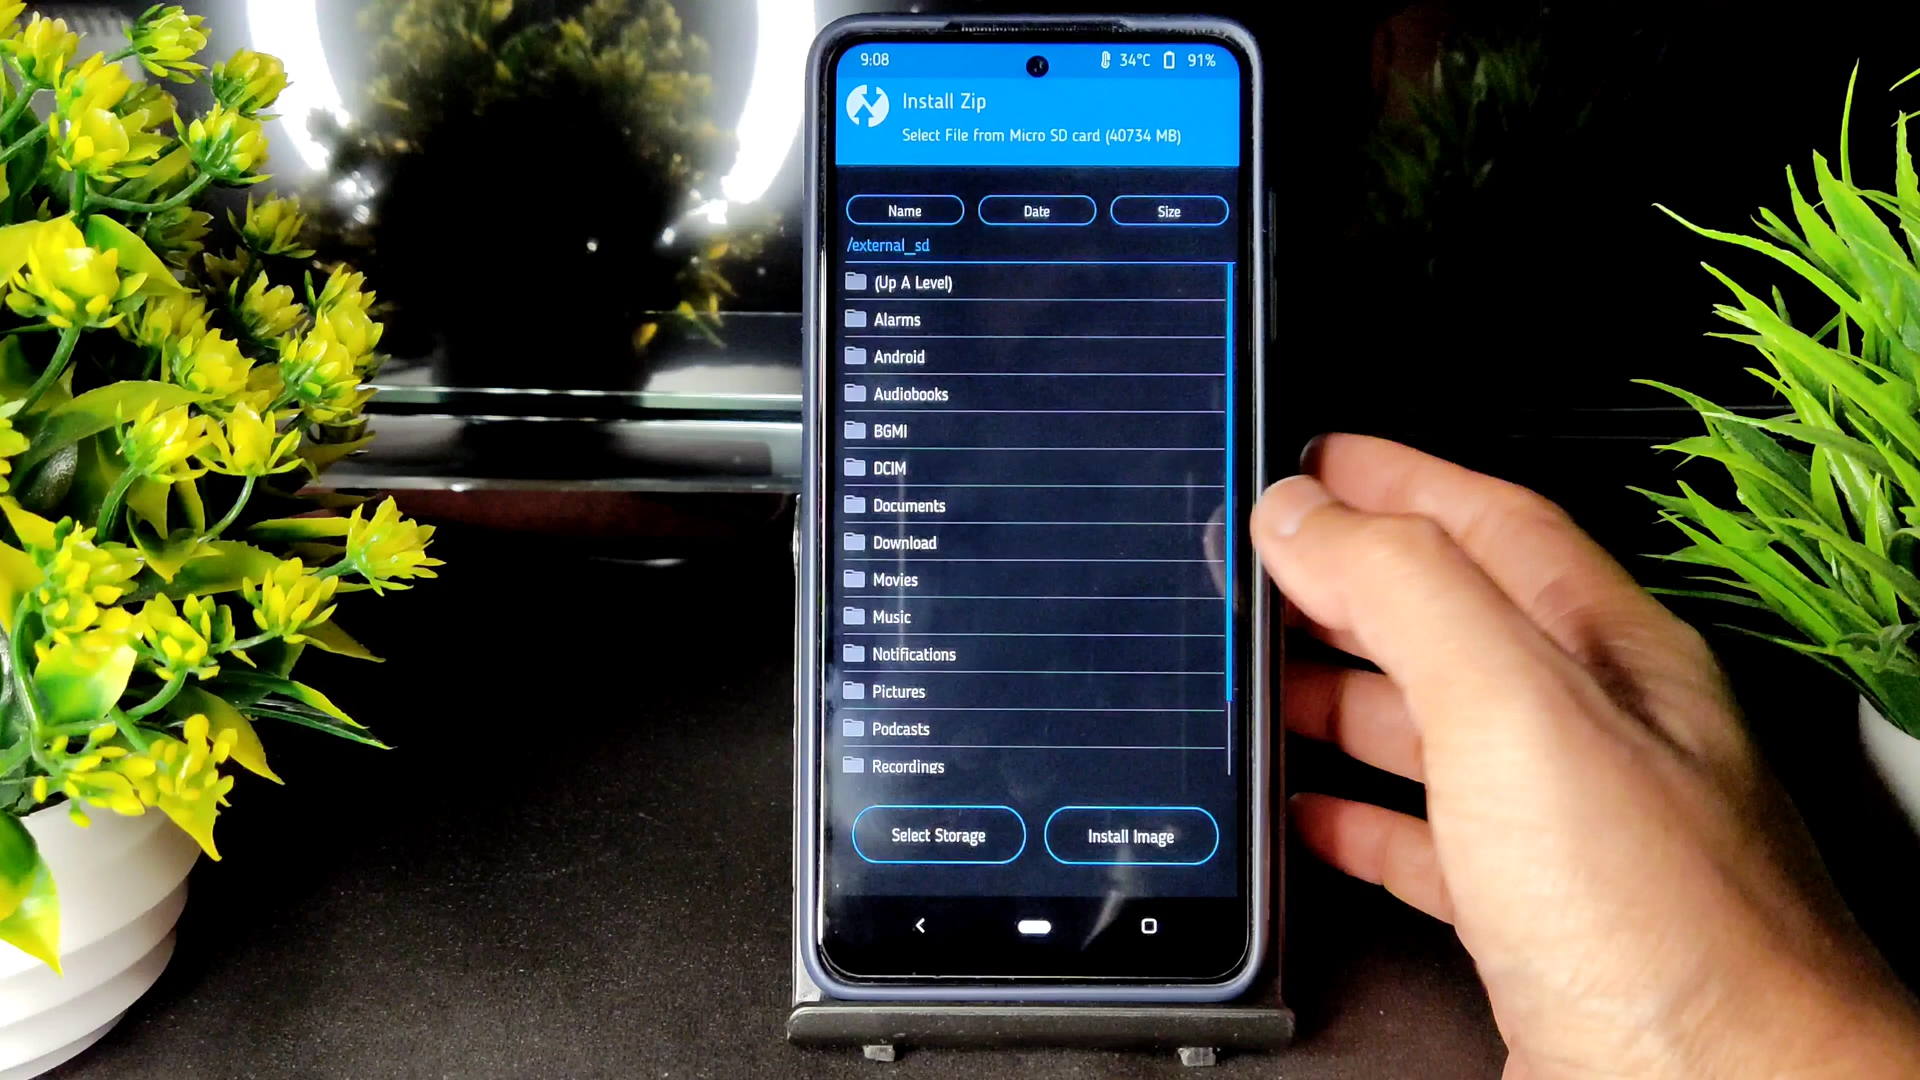 9:08 34°C 91%
Install Zip
Select File from Micro SD card (40734 MB)
Name Date Size
/external_sd
(Up A Level)
Alarms
Android
Audiobooks
BGMI
DCIM
Documents
Download
Movies
Music
Notifications
Pictures
Podcasts
Recordings
Select Storage Install Image